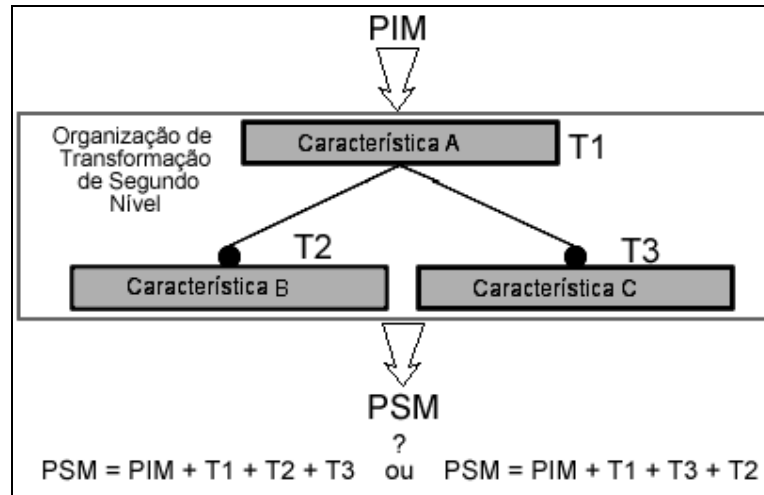 PIM
Organização de
Transformação
de Segundo
Nível
Característica A
T1
T2
T3
Característica B
Característica C
PSM
?
PSM = PIM + T1 + T2 + T3 ou PSM = PIM + T1 + T3 + T2